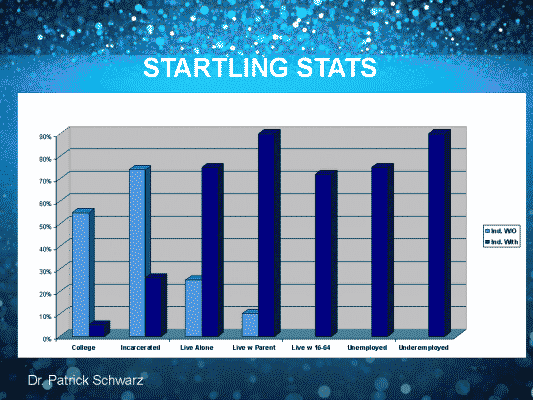 STARTLING STATS
90%
80%
70%
60%
50%
40%
30%
20%
10%
0%
College Incarcerated Live Alone Live w Parent Live w 16-64 Unemployed Underemployed
Ind. W/O
Ind. With
Dr. Patrick Schwarz